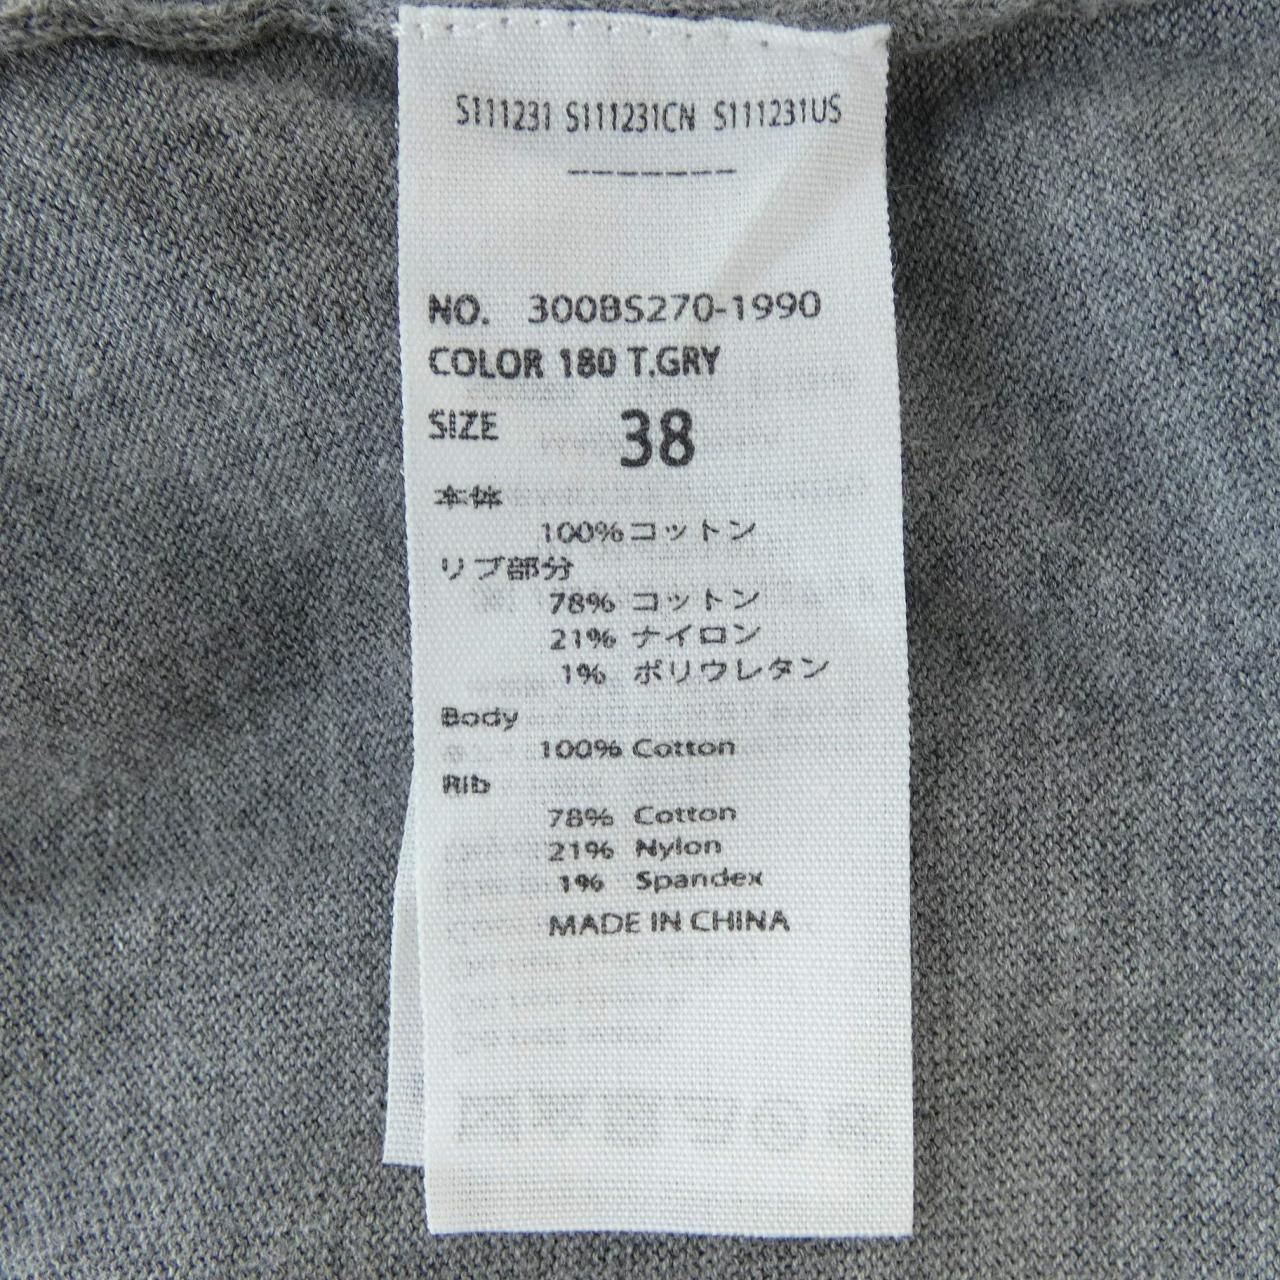 S111231 S111231CN S111231US
-------
NO. 300BS270-1990
COLOR 180 T.GRY
SIZE 38
本体
100%コットン
リブ部分
78% コットン
21% ナイロン
1% ポリウレタン
Body
100% Cotton
Rib
78% Cotton
21% Nylon
1% Spandex
MADE IN CHINA